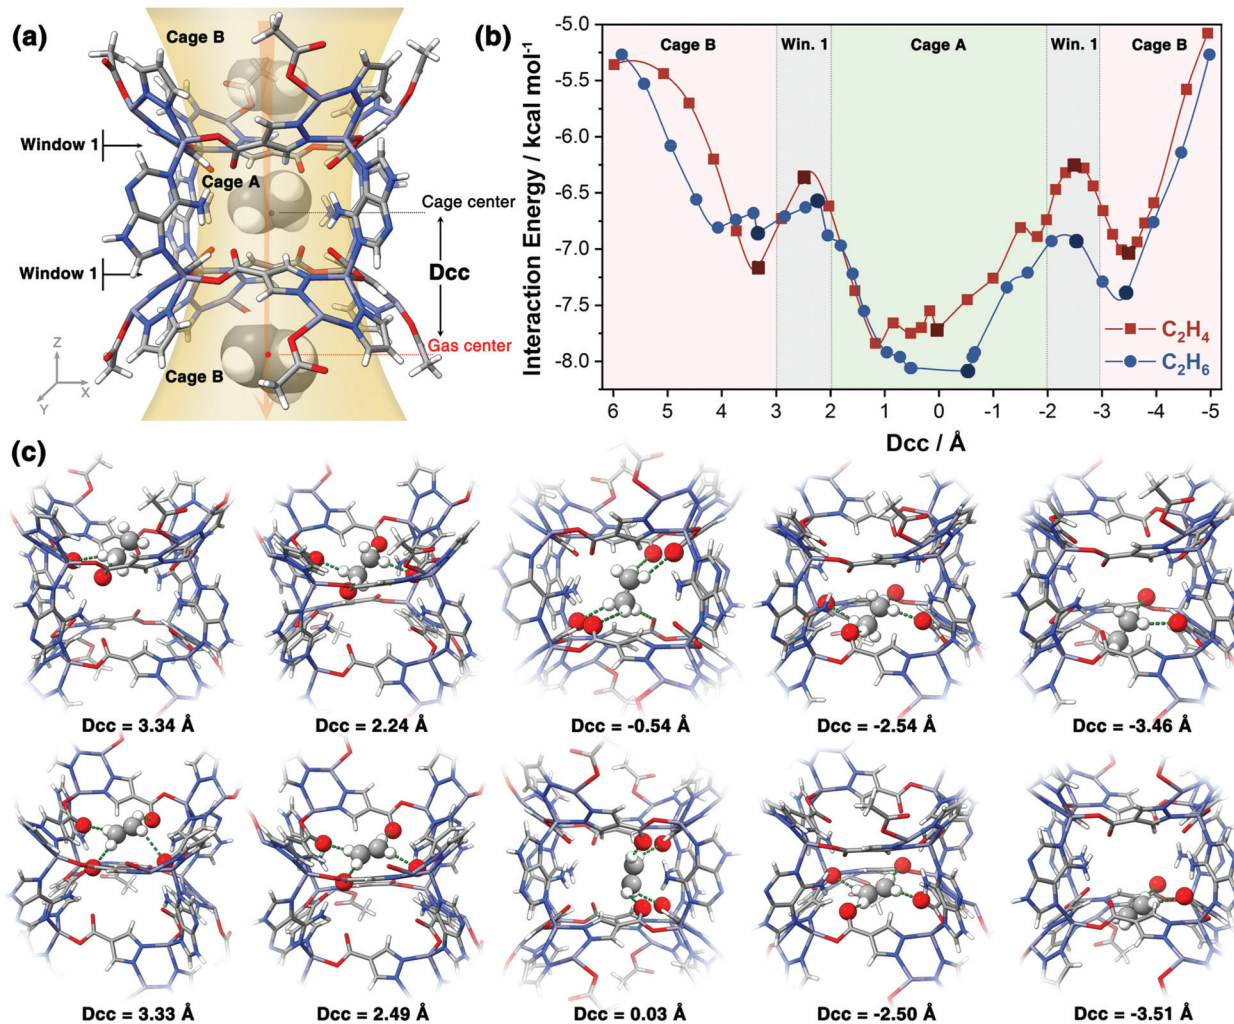 (a)
Cage B
Window 1
Cage A
Cage center
Window 1
Dcc
Gas center
Cage B
Z
X
Y
(b)
Interaction Energy / kcal mol⁻¹
-5.0
-5.5
-6.0
-6.5
-7.0
-7.5
-8.0
Cage B
Win. 1
Cage A
Win. 1
Cage B
C₂H₄
C₂H₆
6 5 4 3 2 1 0 -1 -2 -3 -4 -5
Dcc / Å
(c)
Dcc = 3.34 Å
Dcc = 2.24 Å
Dcc = -0.54 Å
Dcc = -2.54 Å
Dcc = -3.46 Å
Dcc = 3.33 Å
Dcc = 2.49 Å
Dcc = 0.03 Å
Dcc = -2.50 Å
Dcc = -3.51 Å